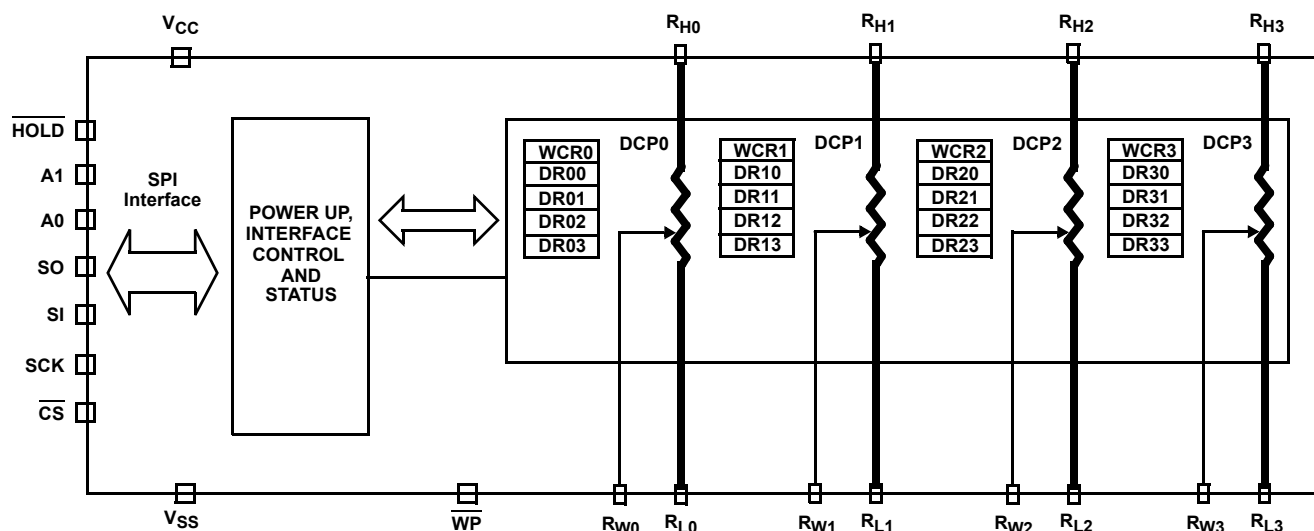 VCC
RH0
RH1
RH2
RH3
HOLD
A1
A0
SO
SI
SCK
CS
SPI
Interface
POWER UP,
INTERFACE
CONTROL
AND
STATUS
WCR0
DR00
DR01
DR02
DR03
DCP0
WCR1
DR10
DR11
DR12
DR13
DCP1
WCR2
DR20
DR21
DR22
DR23
DCP2
WCR3
DR30
DR31
DR32
DR33
DCP3
VSS
WP
RW0
RL0
RW1
RL1
RW2
RL2
RW3
RL3